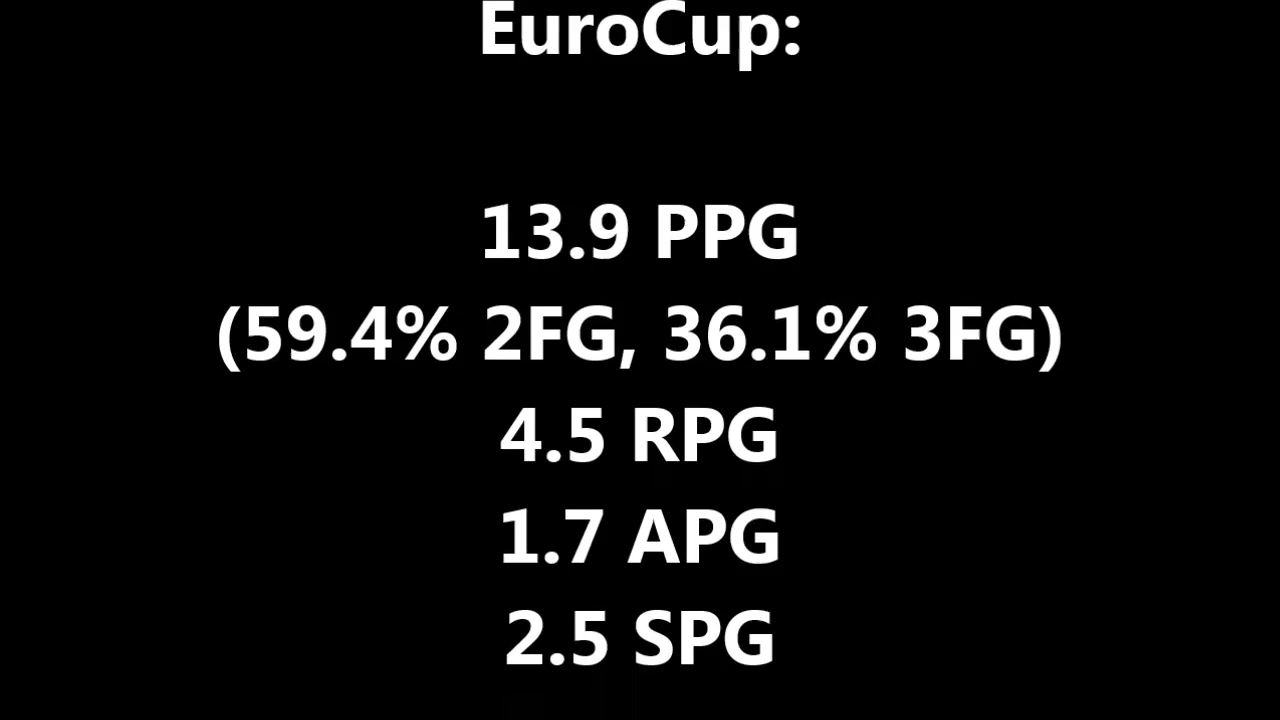 EuroCup:
13.9 PPG
(59.4% 2FG, 36.1% 3FG)
4.5 RPG
1.7 APG
2.5 SPG